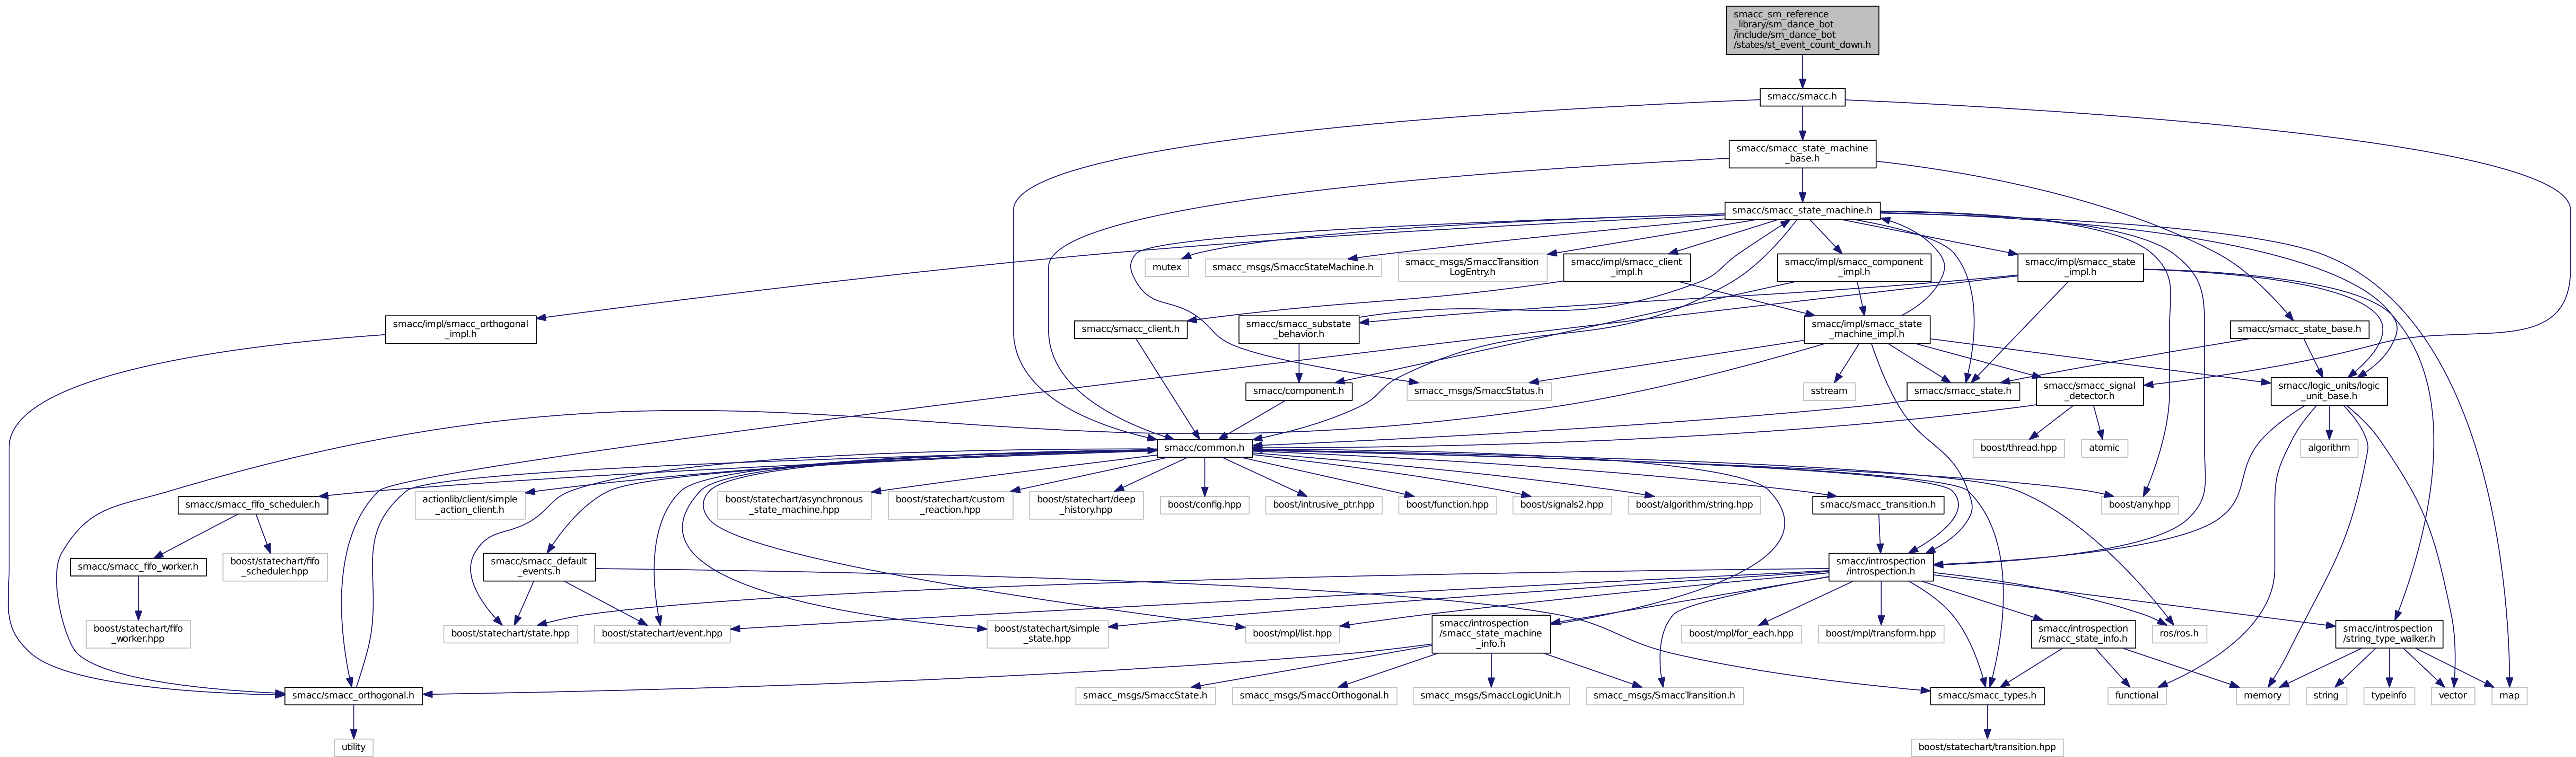 smacc_sm_reference
_library/sm_dance_bot
/include/sm_dance_bot
/states/st_event_count_down.h
smacc/smacc.h
smacc/smacc_state_machine
_base.h
smacc/smacc_state_machine.h
mutex
smacc_msgs/SmaccStateMachine.h
smacc_msgs/SmaccTransition
LogEntry.h
smacc/impl/smacc_client
_impl.h
smacc/impl/smacc_component
_impl.h
smacc/impl/smacc_state
_impl.h
smacc/impl/smacc_orthogonal
_impl.h
smacc/smacc_client.h
smacc/smacc_substate
_behavior.h
smacc/impl/smacc_state
_machine_impl.h
smacc/smacc_state_base.h
smacc/component.h
smacc_msgs/SmaccStatus.h
sstream
smacc/smacc_state.h
smacc/smacc_signal
_detector.h
smacc/logic_units/logic
_unit_base.h
smacc/common.h
boost/thread.hpp
atomic
algorithm
smacc/smacc_fifo_scheduler.h
actionlib/client/simple
_action_client.h
boost/statechart/asynchronous
_state_machine.hpp
boost/statechart/custom
_reaction.hpp
boost/statechart/deep
_history.hpp
boost/config.hpp
boost/intrusive_ptr.hpp
boost/function.hpp
boost/signals2.hpp
boost/algorithm/string.hpp
smacc/smacc_transition.h
boost/any.hpp
smacc/smacc_fifo_worker.h
boost/statechart/fifo
_scheduler.hpp
smacc/smacc_default
_events.h
smacc/introspection
/introspection.h
boost/statechart/fifo
_worker.hpp
boost/statechart/state.hpp
boost/statechart/event.hpp
boost/statechart/simple
_state.hpp
boost/mpl/list.hpp
smacc/introspection
/smacc_state_machine
_info.h
boost/mpl/for_each.hpp
boost/mpl/transform.hpp
smacc/introspection
/smacc_state_info.h
ros/ros.h
smacc/introspection
/string_type_walker.h
smacc/smacc_orthogonal.h
smacc_msgs/SmaccState.h
smacc_msgs/SmaccOrthogonal.h
smacc_msgs/SmaccLogicUnit.h
smacc_msgs/SmaccTransition.h
smacc/smacc_types.h
functional
memory
string
typeinfo
vector
map
utility
boost/statechart/transition.hpp